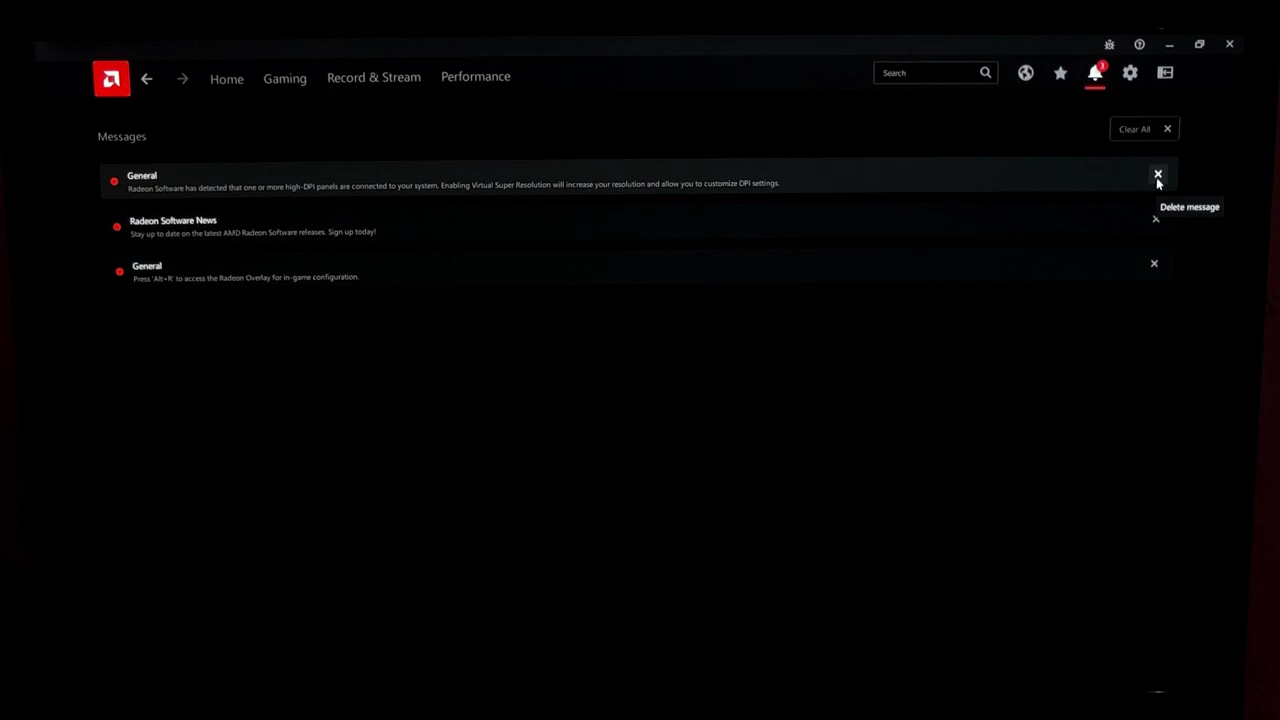 Home Gaming Record & Stream Performance Search 3
Messages Clear All
General
Radeon Software has detected that one or more high-DPI panels are connected to your system. Enabling Virtual Super Resolution will increase your resolution and allow you to customize DPI settings.
Delete message
Radeon Software News
Stay up to date on the latest AMD Radeon Software releases. Sign up today!
General
Press 'Alt+R' to access the Radeon Overlay for in-game configuration.